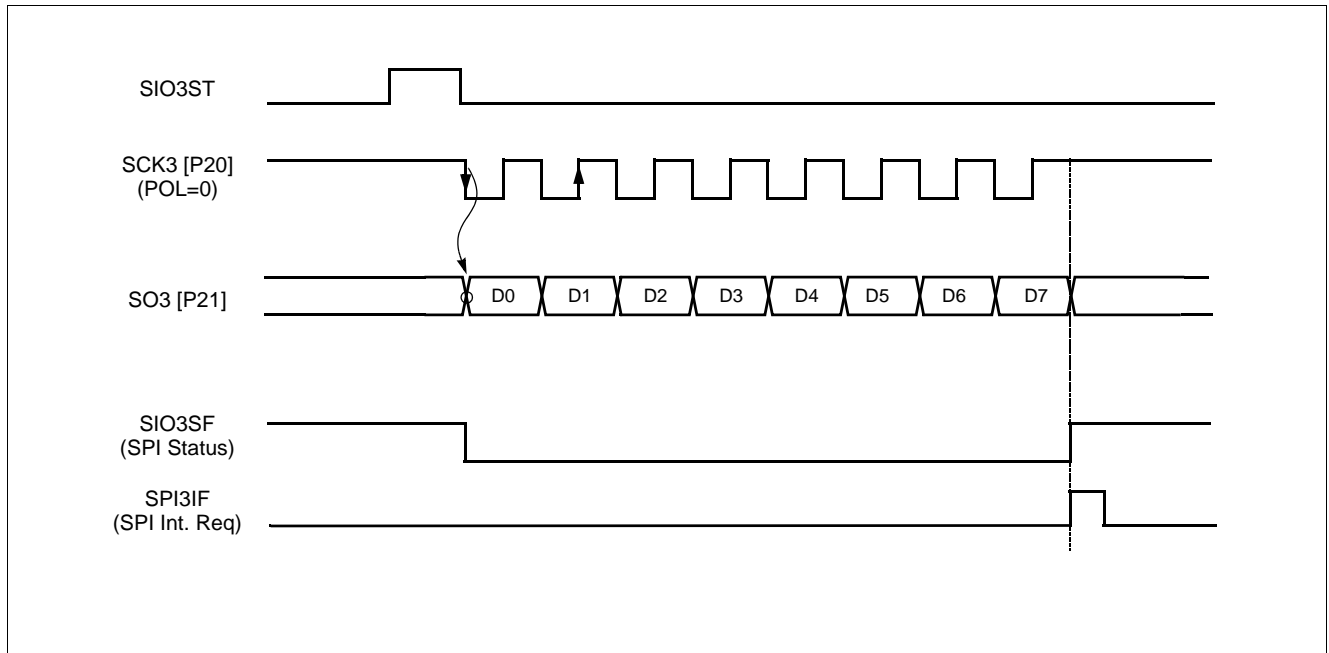 SIO3ST
SCK3 [P20]
(POL=0)
SO3 [P21]
D0 D1 D2 D3 D4 D5 D6 D7
SIO3SF
(SPI Status)
SPI3IF
(SPI Int. Req)